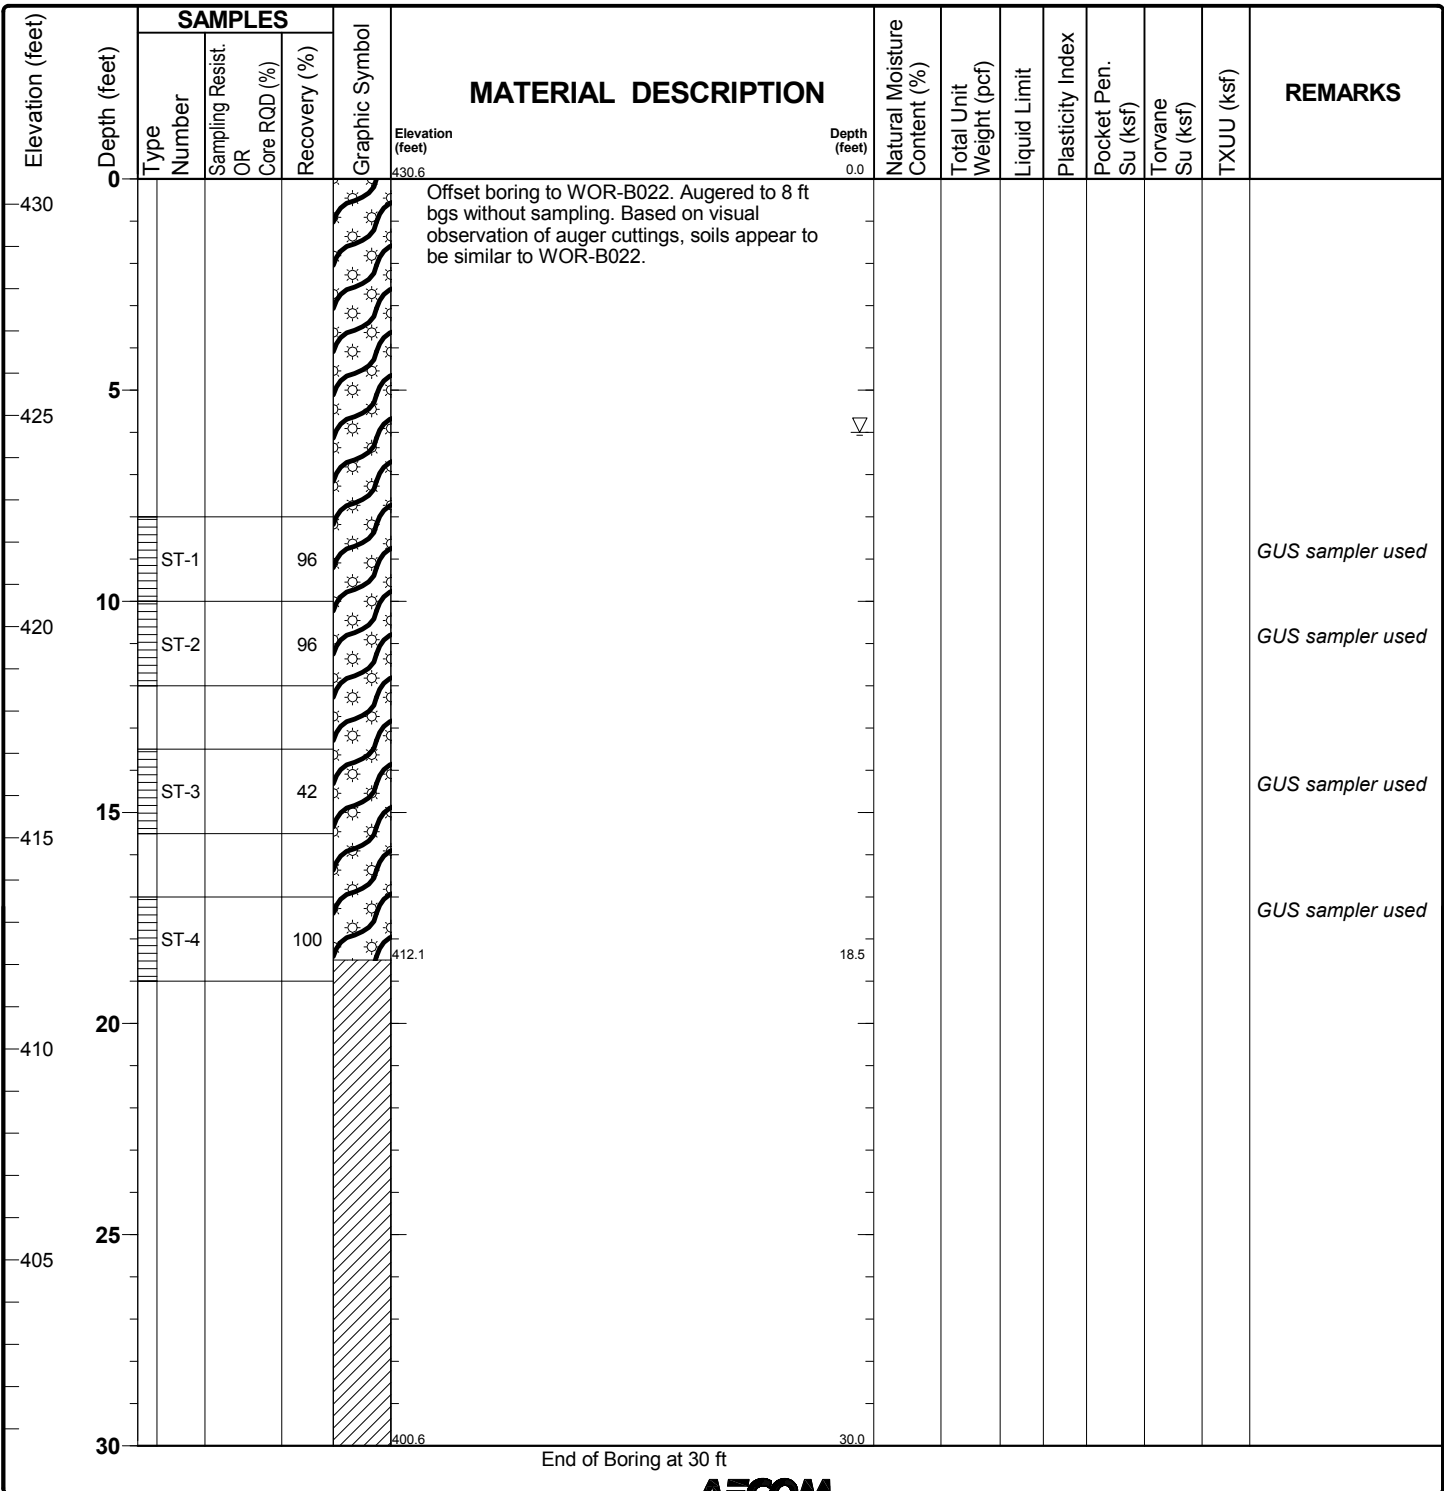 Elevation (feet)
Depth (feet)
SAMPLES
Type
Number
Sampling Resist.
OR
Core RQD (%)
Recovery (%)
Graphic Symbol
MATERIAL DESCRIPTION
Elevation
(feet)
Depth
(feet)
Natural Moisture
Content (%)
Total Unit
Weight (pcf)
Liquid Limit
Plasticity Index
Pocket Pen.
Su (ksf)
Torvane
Su (ksf)
TXUU (ksf)
REMARKS
0
430.6
0.0
430
Offset boring to WOR-B022. Augered to 8 ft
bgs without sampling. Based on visual
observation of auger cuttings, soils appear to
be similar to WOR-B022.
5
425
ST-1
96
GUS sampler used
10
420
ST-2
96
GUS sampler used
ST-3
42
GUS sampler used
15
415
ST-4
100
GUS sampler used
412.1
18.5
20
410
25
405
30
400.6
30.0
End of Boring at 30 ft
AECOM